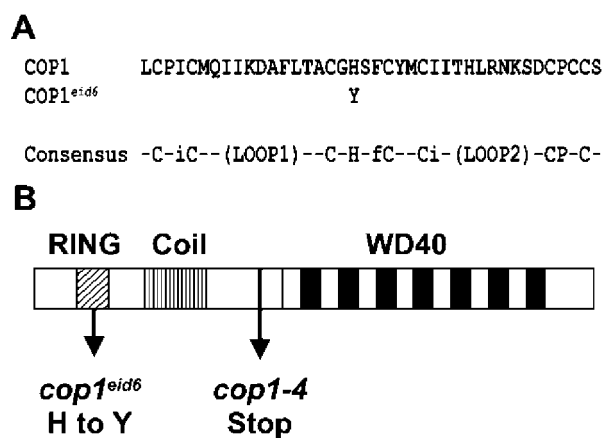 A
COP1 LCPICMQIIKDAFLTACGHSFCYMCIITHLRNKSDCPCCS
COP1eid6 Y
Consensus -C-iC--(LOOP1)--C-H-fC--Ci-(LOOP2)-CP-C-
B
RING Coil WD40
cop1eid6 cop1-4
H to Y Stop